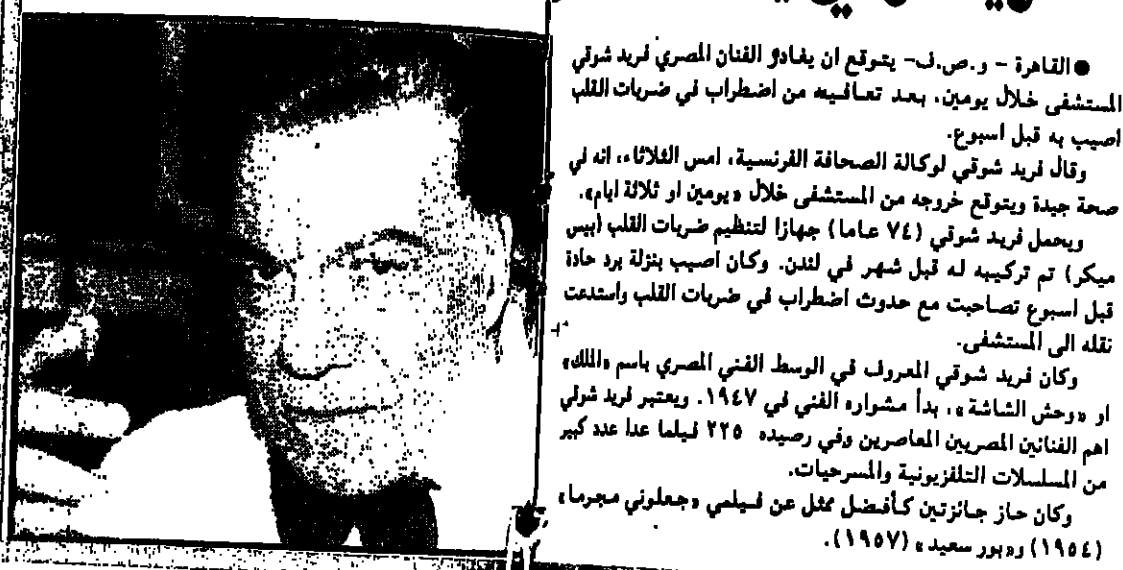 ●القاهرة - و.ص.ف- يتوقع ان يغادر الفنان المصري فريد شوقي
المستشفى خلال يومين، بعد تعافيه من اضطراب في ضربات القلب
اصيب به قبل اسبوع.
وقال فريد شوقي لوكالة الصحافة الفرنسية، امس الثلاثاء، انه في
صحة جيدة ويتوقع خروجه من المستشفى خلال «يومين او ثلاثة ايام».
ويحمل فريد شوقي (٧٤ عاما) جهازا لتنظيم ضربات القلب (بيس
ميكر) تم تركيبه له قبل شهر في لندن. وكان اصيب بنزلة برد حادة
قبل اسبوع تصاحبت مع حدوث اضطراب في ضربات القلب واستدعت
نقله الى المستشفى.
وكان فريد شوقي المعروف في الوسط الفني المصري باسم «الملك»
او «وحش الشاشة»، بدأ مشواره الفني في ١٩٤٧. ويعتبر فريد شوقي
اهم الفنانين المصريين المعاصرين وفي رصيده ٢٢٥ فيلما عدا عدد كبير
من المسلسلات التلفزيونية والمسرحيات.
وكان حاز جائزتين كأفضل ممثل عن فيلمي «جعلوني مجرما»
(١٩٥٤) و«بور سعيد» (١٩٥٧).